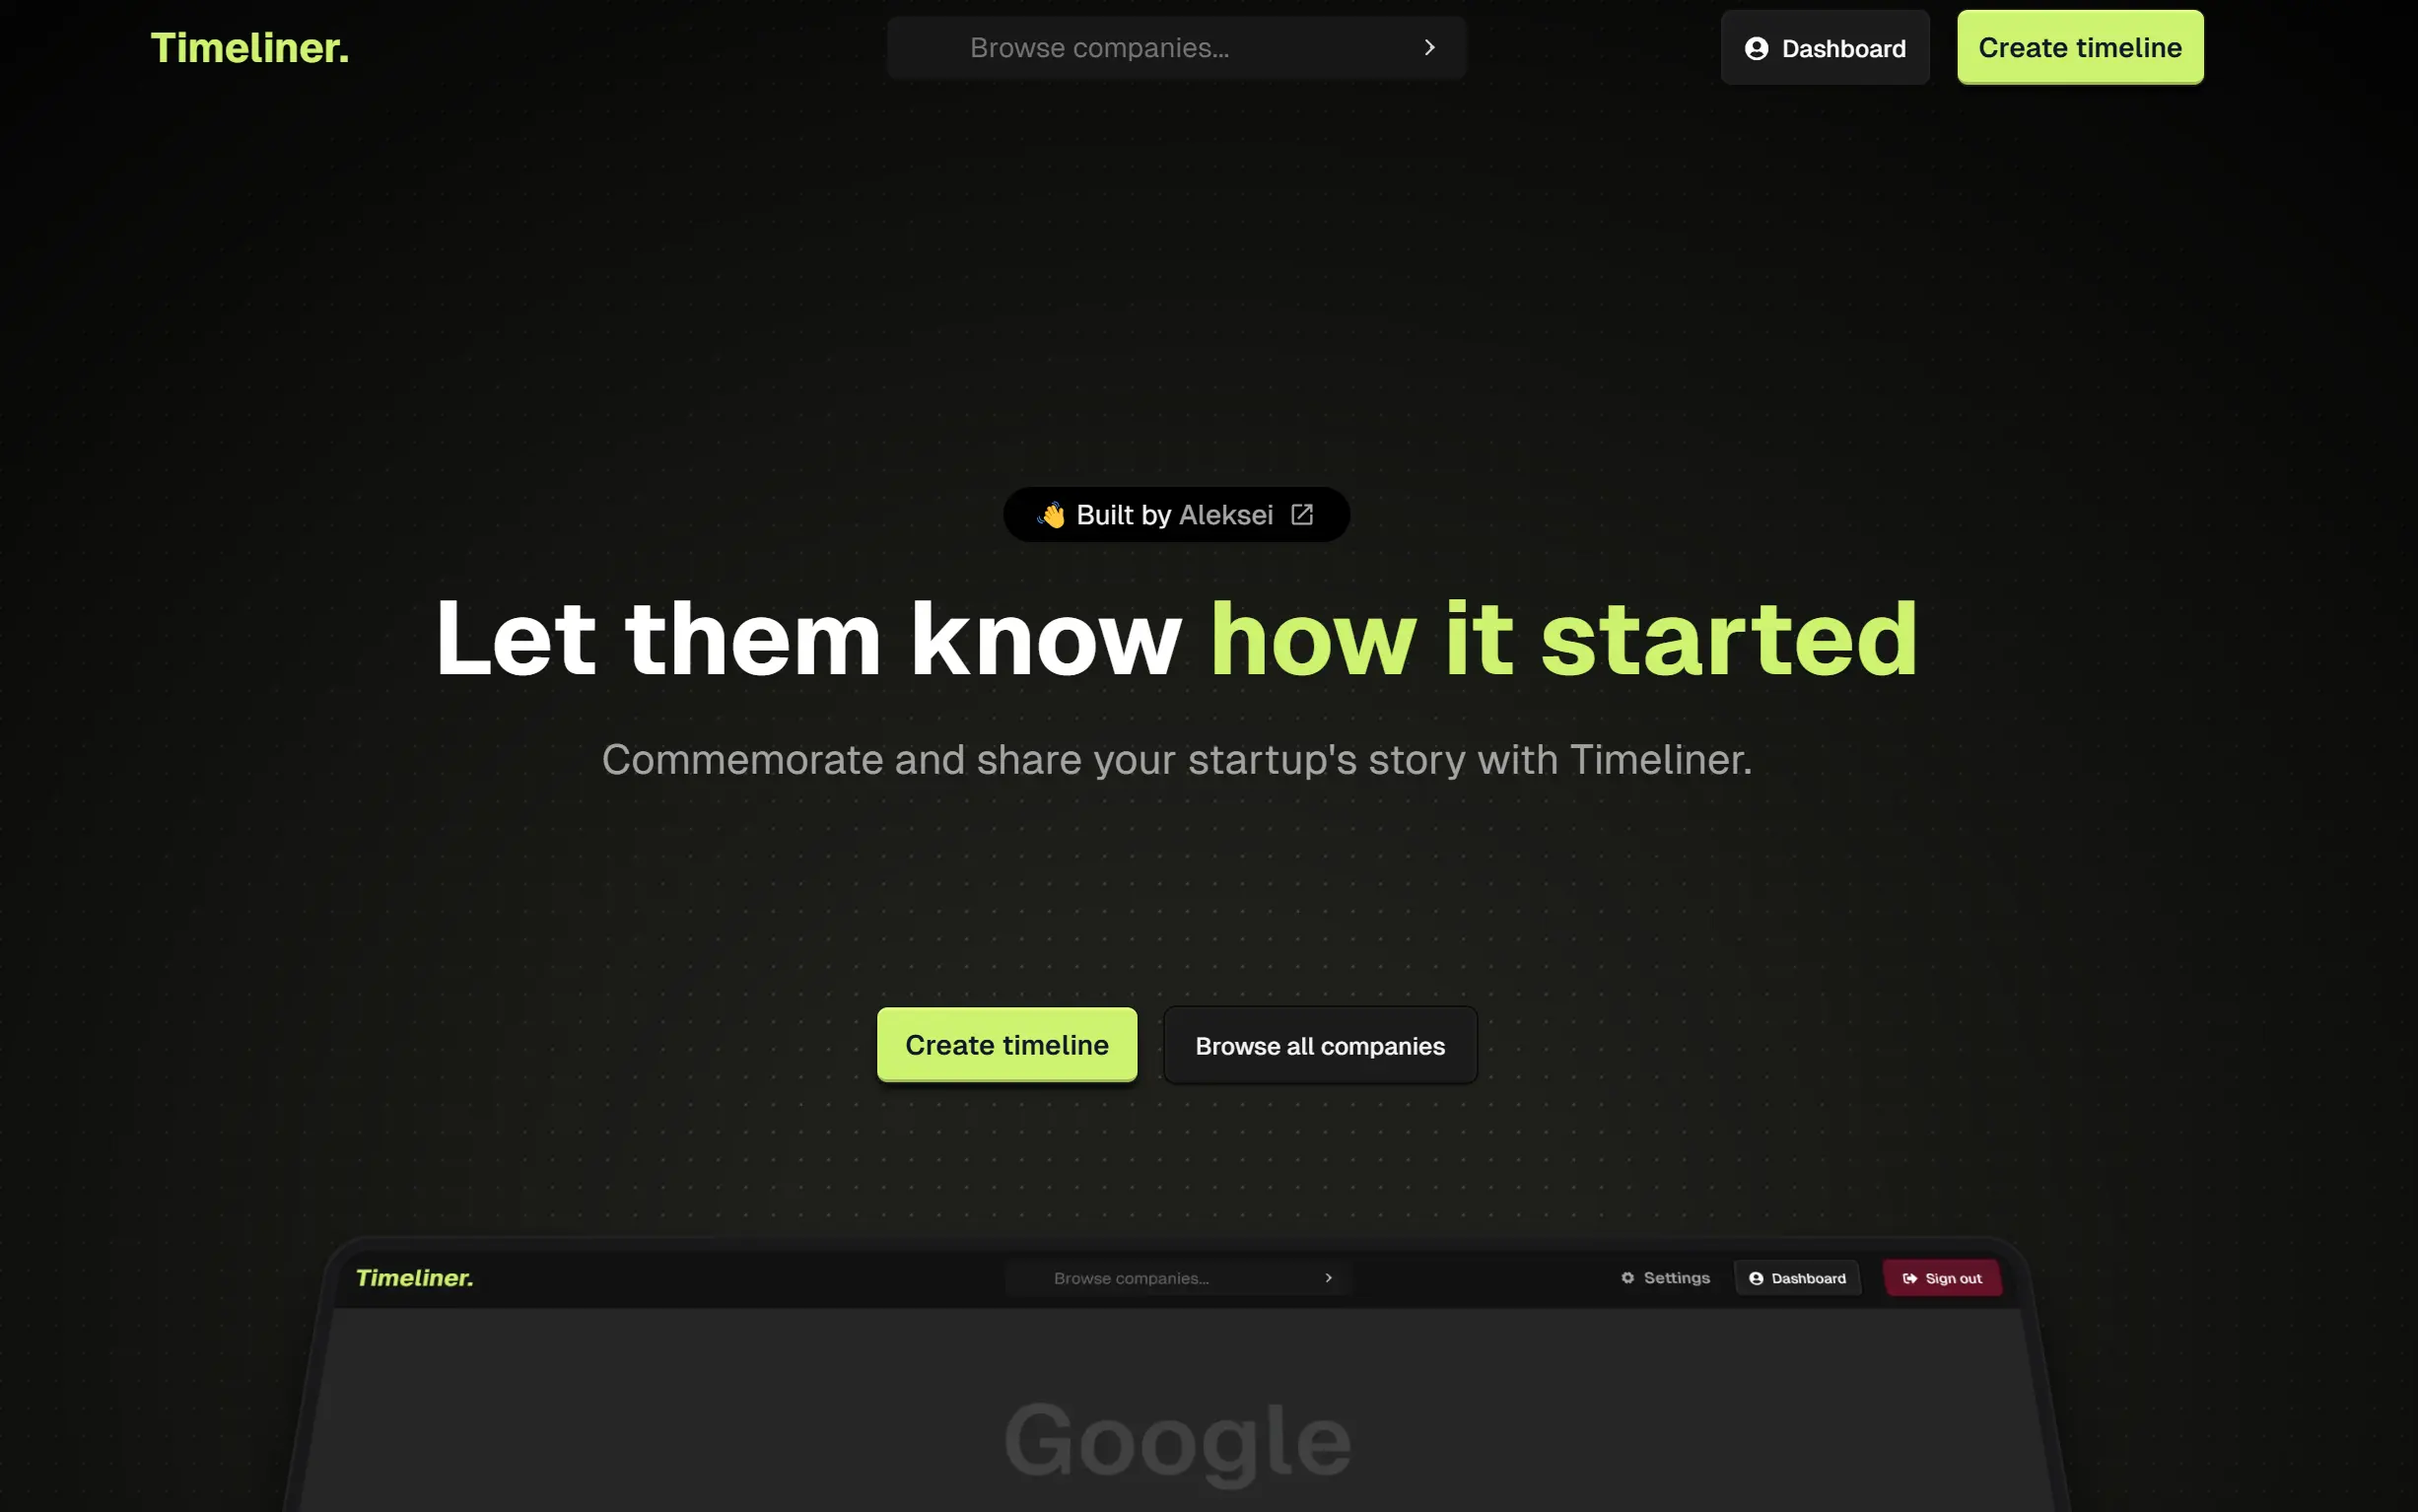 Timeliner.
Browse companies...
Dashboard
Create timeline
👋 Built by Aleksei
Let them know how it started
Commemorate and share your startup's story with Timeliner.
Create timeline
Browse all companies
Timeliner.
Browse companies...
Settings
Dashboard
Sign out
Google